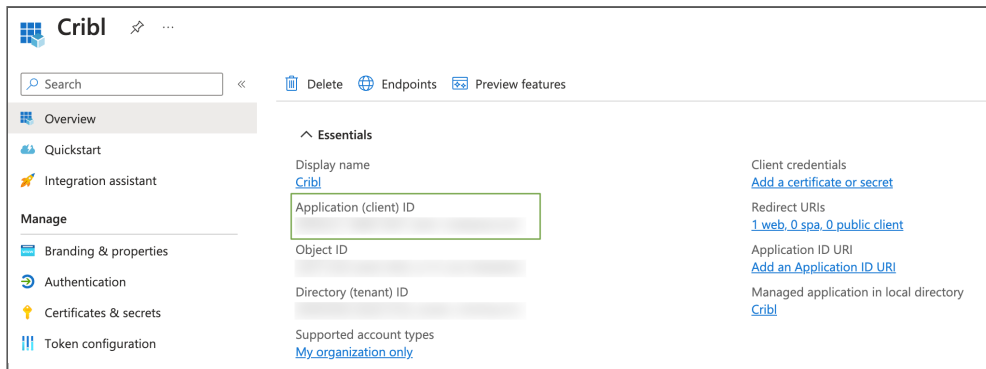 Cribl
Search
Delete
Endpoints
Preview features
Overview
Quickstart
Integration assistant
Manage
Branding & properties
Authentication
Certificates & secrets
Token configuration
Essentials
Display name
Cribl
Application (client) ID
Object ID
Directory (tenant) ID
Supported account types
My organization only
Client credentials
Add a certificate or secret
Redirect URIs
1 web, 0 spa, 0 public client
Application ID URI
Add an Application ID URI
Managed application in local directory
Cribl